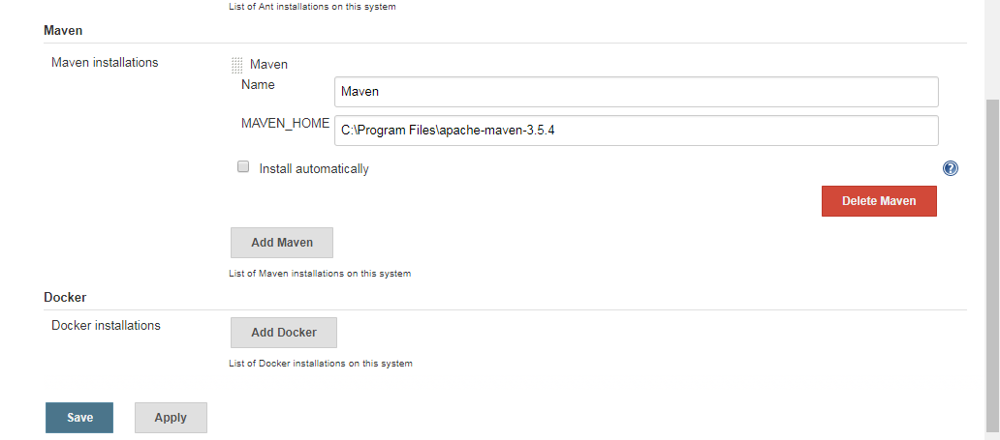 List of Ant installations on this system
Maven
Maven installations
Maven
Name
Maven
MAVEN_HOME
C:\Program Files\apache-maven-3.5.4
Install automatically
?
Delete Maven
Add Maven
List of Maven installations on this system
Docker
Docker installations
Add Docker
List of Docker installations on this system
Save
Apply